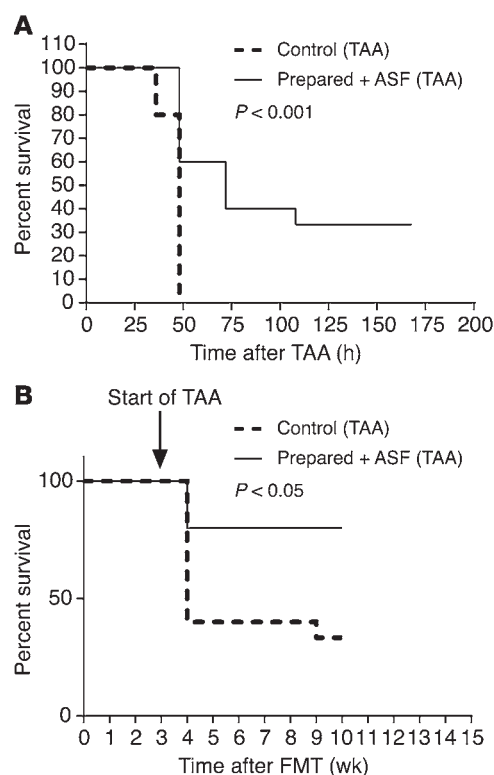 A
110
100
90
80
70
60
50
40
30
20
10
0
Percent survival
Control (TAA)
Prepared + ASF (TAA)
P < 0.001
0 25 50 75 100 125 150 175 200
Time after TAA (h)
B
Start of TAA
Control (TAA)
Prepared + ASF (TAA)
P < 0.05
100
50
0
Percent survival
0 1 2 3 4 5 6 7 8 9 10 11 12 13 14 15
Time after FMT (wk)